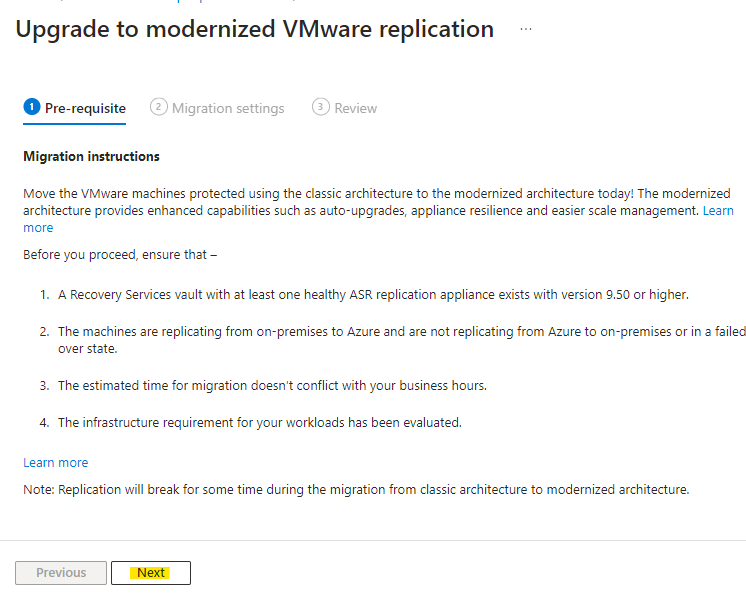 Upgrade to modernized VMware replication ...
1 Pre-requisite 2 Migration settings 3 Review
Migration instructions
Move the VMware machines protected using the classic architecture to the modernized architecture today! The modernized
architecture provides enhanced capabilities such as auto-upgrades, appliance resilience and easier scale management. Learn
more
Before you proceed, ensure that –
1. A Recovery Services vault with at least one healthy ASR replication appliance exists with version 9.50 or higher.
2. The machines are replicating from on-premises to Azure and are not replicating from Azure to on-premises or in a failed
over state.
3. The estimated time for migration doesn't conflict with your business hours.
4. The infrastructure requirement for your workloads has been evaluated.
Learn more
Note: Replication will break for some time during the migration from classic architecture to modernized architecture.
Previous Next